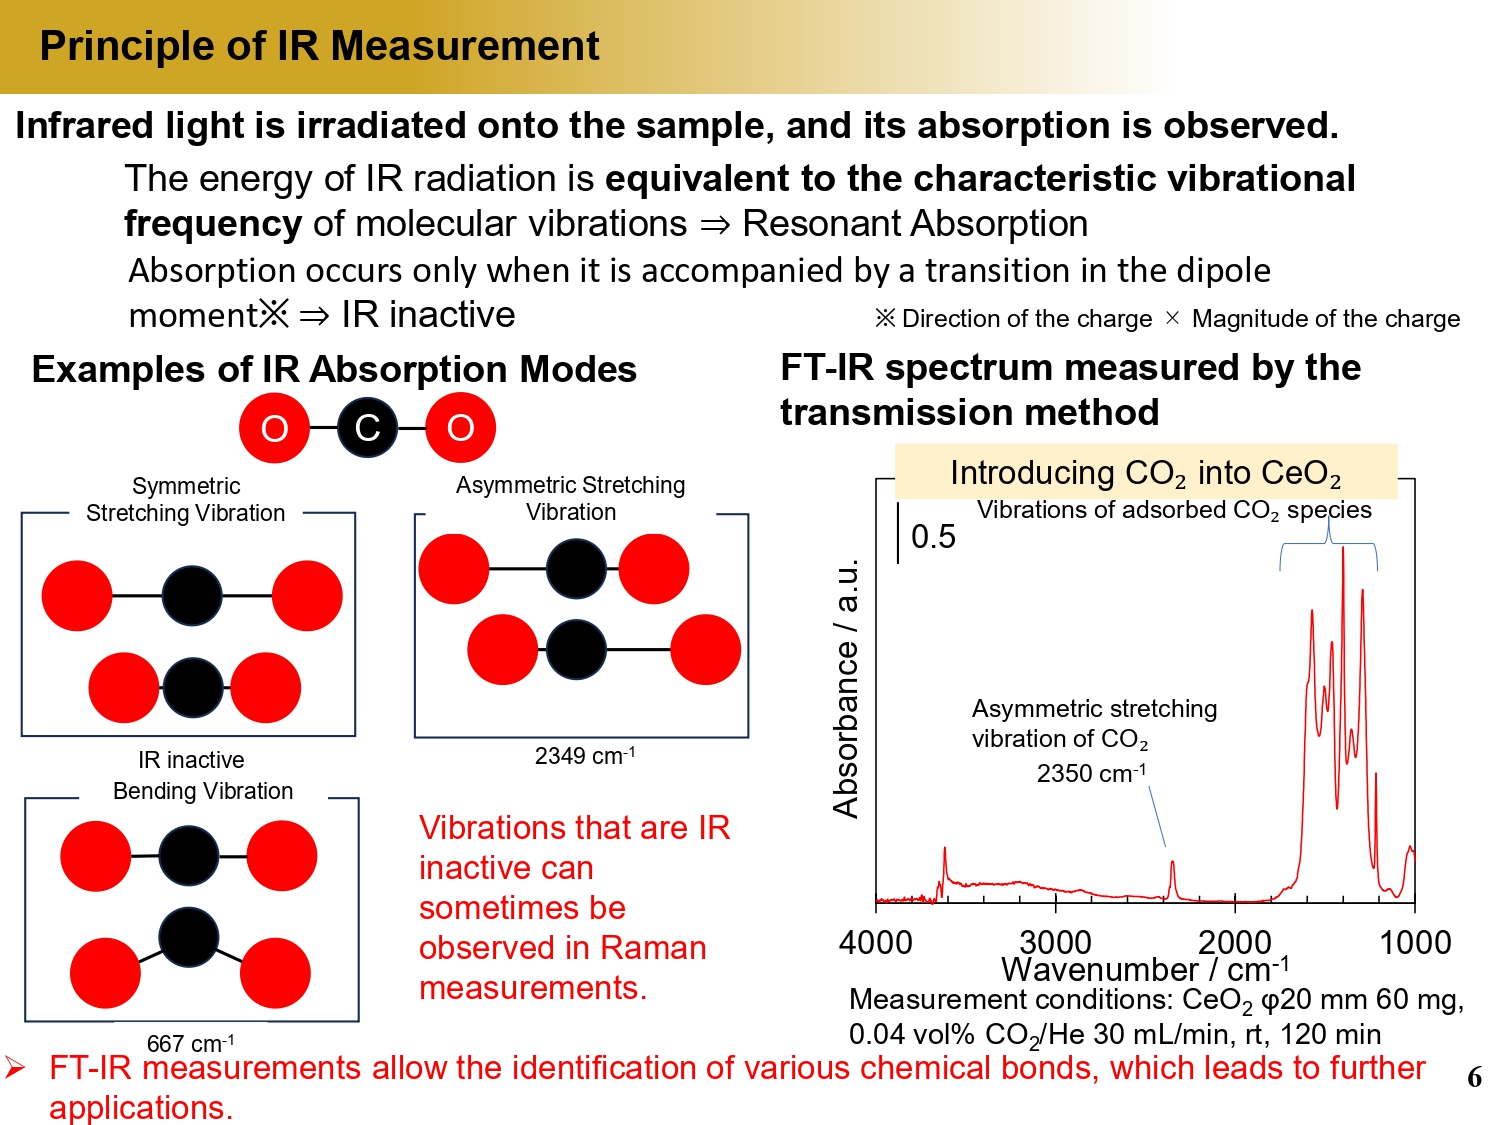 Principle of IR Measurement
Infrared light is irradiated onto the sample, and its absorption is observed.
The energy of IR radiation is equivalent to the characteristic vibrational
frequency of molecular vibrations ⇒ Resonant Absorption
Absorption occurs only when it is accompanied by a transition in the dipole
moment※ ⇒ IR inactive
※Direction of the charge × Magnitude of the charge
Examples of IR Absorption Modes
O C O
Symmetric
Stretching Vibration
IR inactive
Asymmetric Stretching
Vibration
2349 cm⁻¹
Bending Vibration
667 cm⁻¹
Vibrations that are IR
inactive can
sometimes be
observed in Raman
measurements.
FT-IR spectrum measured by the
transmission method
Introducing CO₂ into CeO₂
Vibrations of adsorbed CO₂ species
0.5
Absorbance / a.u.
Asymmetric stretching
vibration of CO₂
2350 cm⁻¹
4000 3000 2000 1000
Wavenumber / cm⁻¹
Measurement conditions: CeO₂ φ20 mm 60 mg,
0.04 vol% CO₂/He 30 mL/min, rt, 120 min
➢ FT-IR measurements allow the identification of various chemical bonds, which leads to further
applications.
6